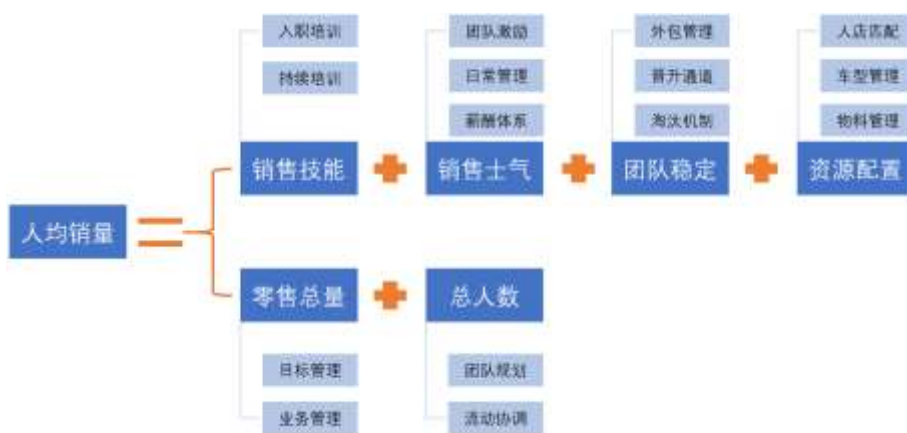 入职培训
团队激励
外包管理
人店匹配
持续培训
日常管理
晋升通道
车型管理
薪酬体系
淘汰机制
物料管理
销售技能
销售士气
团队稳定
资源配置
人均销量
零售总量
总人数
目标管理
团队规划
业务管理
流动协调